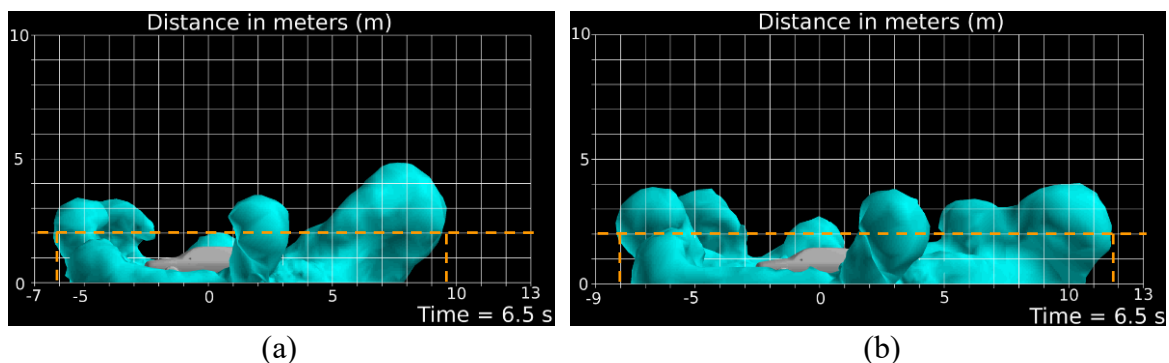 Distance in meters (m)
10
5
0
-7 -5 0 5 10 13
Time = 6.5 s
(a)
Distance in meters (m)
10
5
0
-9 -5 0 5 10 13
Time = 6.5 s
(b)